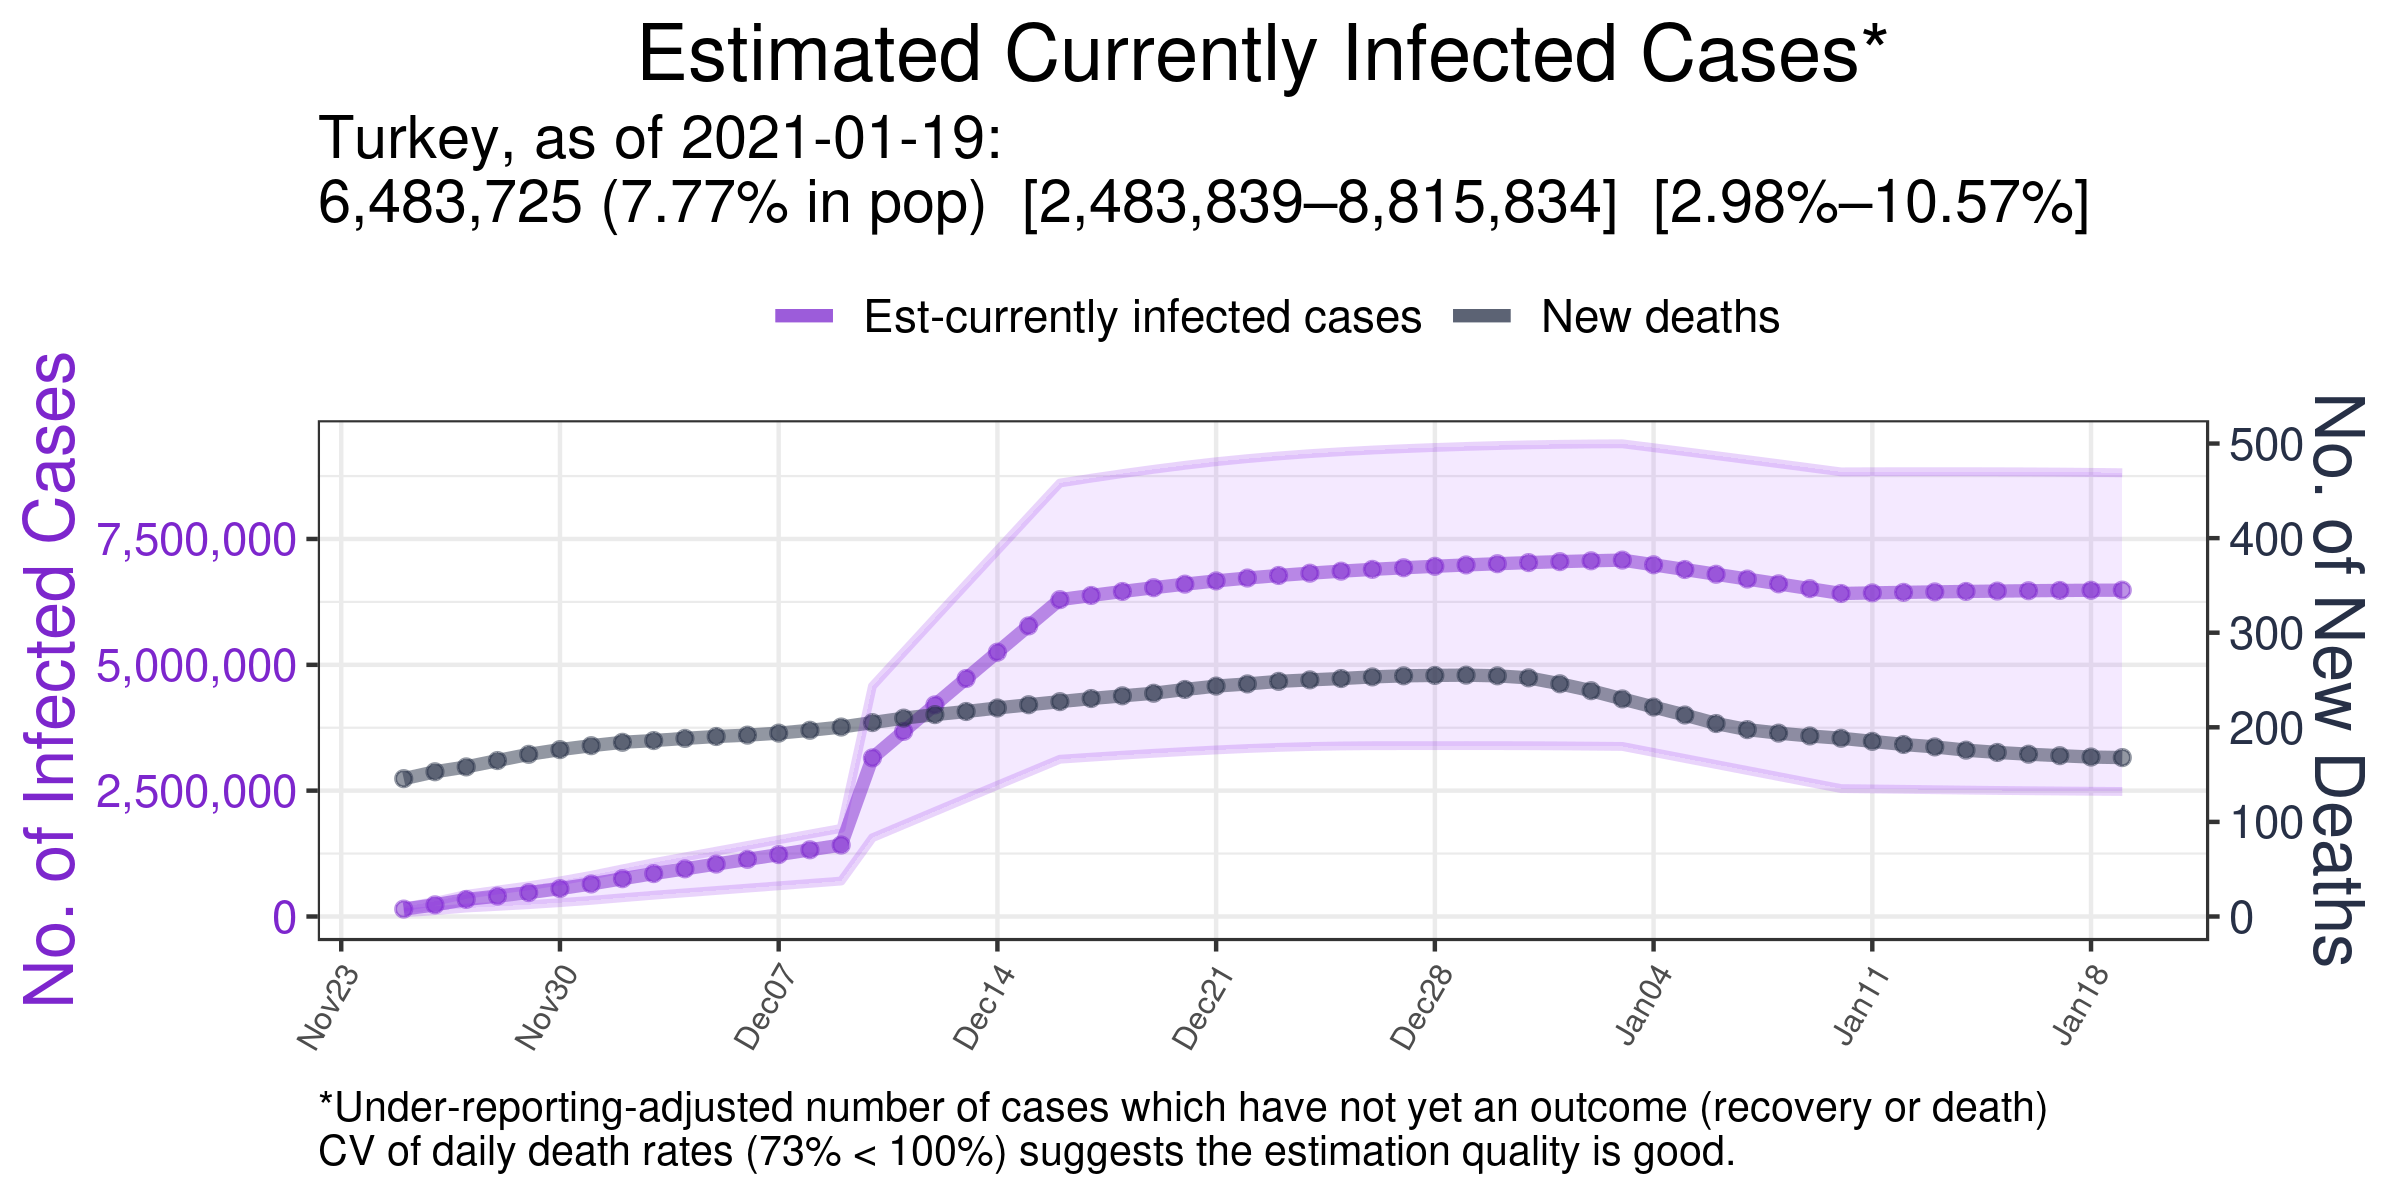 Estimated Currently Infected Cases*
Turkey, as of 2021-01-19:
6,483,725 (7.77% in pop)  [2,483,839–8,815,834]  [2.98%–10.57%]
Est-currently infected cases
New deaths
No. of Infected Cases
7,500,000
5,000,000
2,500,000
0
500
400
300
200
100
0
No. of New Deaths
Nov23
Nov30
Dec07
Dec14
Dec21
Dec28
Jan04
Jan11
Jan18
*Under-reporting-adjusted number of cases which have not yet an outcome (recovery or death)
CV of daily death rates (73% < 100%) suggests the estimation quality is good.